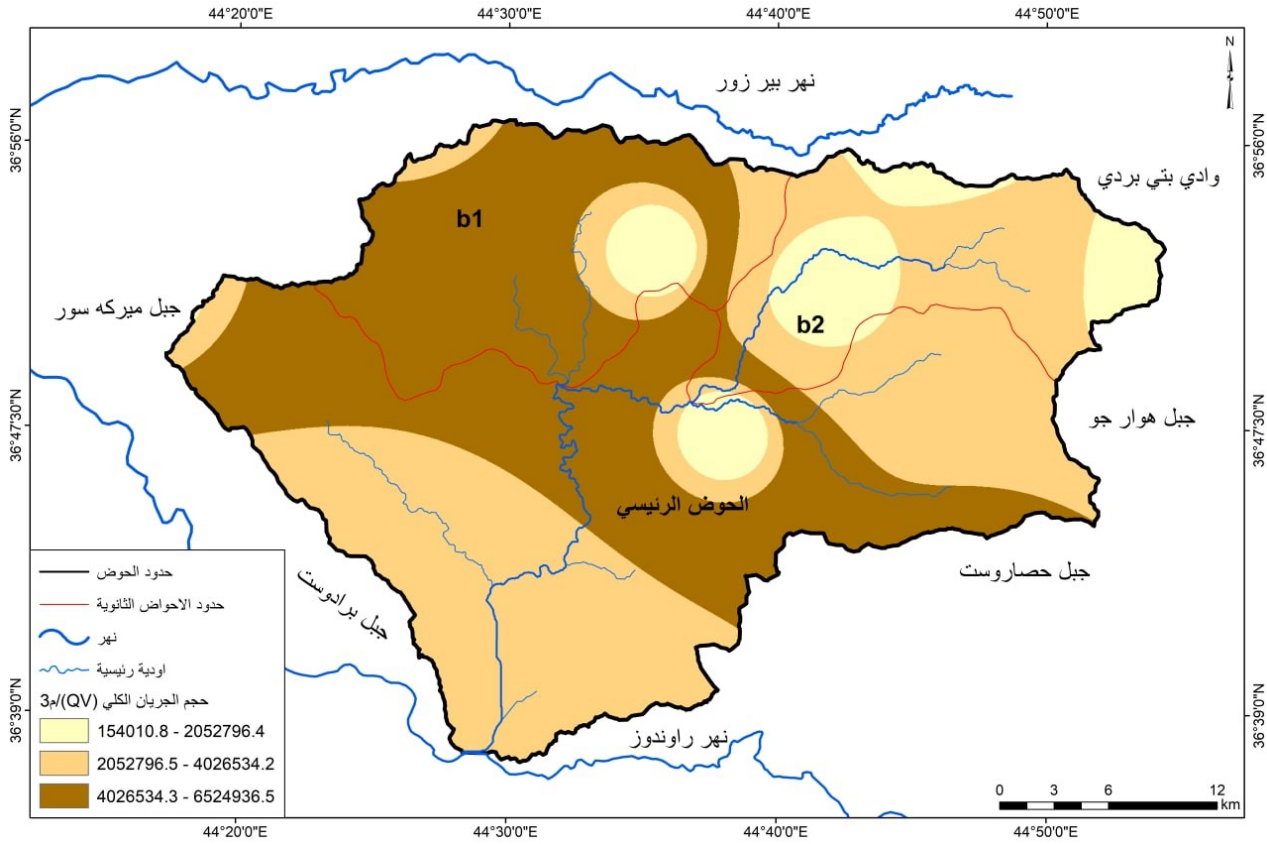 44°20'0"E
44°30'0"E
44°40'0"E
44°50'0"E
نهر بير زور
N
36°56'0"N
36°56'0"N
وادي بتي بردي
b1
جبل ميركه سور
b2
جبل هوار جو
36°47'30"N
36°47'30"N
الحوض الرئيسي
جبل حصاروست
جبل برادوست
حدود الحوض
حدود الاحواض الثانوية
نهر
اودية رئيسية
حجم الجريان الكلي (QV)/م3
154010.8 - 2052796.4
2052796.5 - 4026534.2
4026534.3 - 6524936.5
36°39'0"N
36°39'0"N
نهر راوندوز
0 3 6 12
km
44°20'0"E
44°30'0"E
44°40'0"E
44°50'0"E